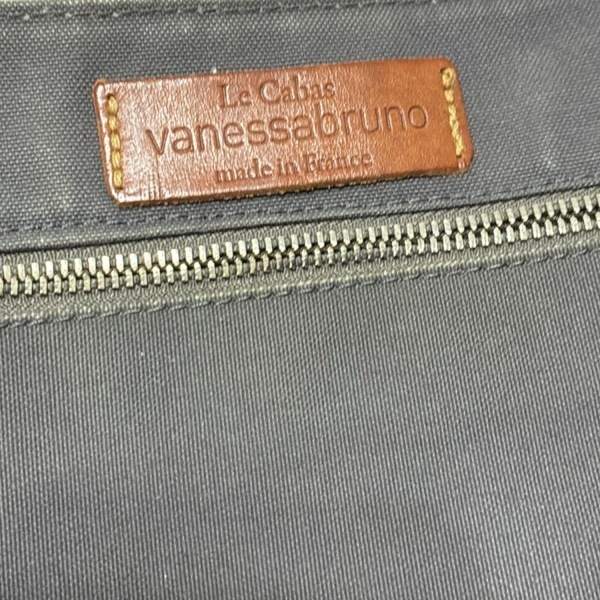 Le Cabas
vanessabruno
made in France